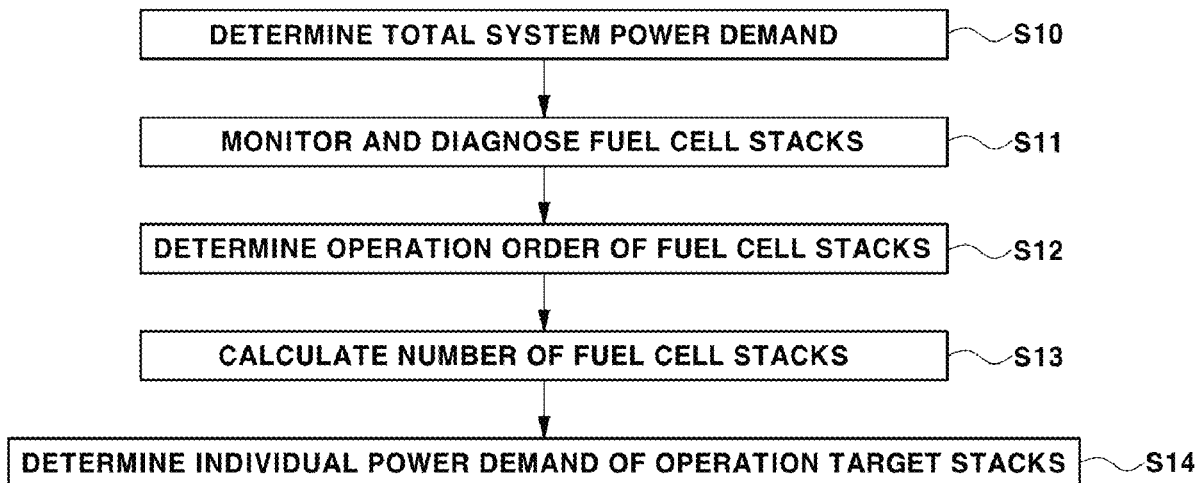 DETERMINE TOTAL SYSTEM POWER DEMAND S10
MONITOR AND DIAGNOSE FUEL CELL STACKS S11
DETERMINE OPERATION ORDER OF FUEL CELL STACKS S12
CALCULATE NUMBER OF FUEL CELL STACKS S13
DETERMINE INDIVIDUAL POWER DEMAND OF OPERATION TARGET STACKS S14